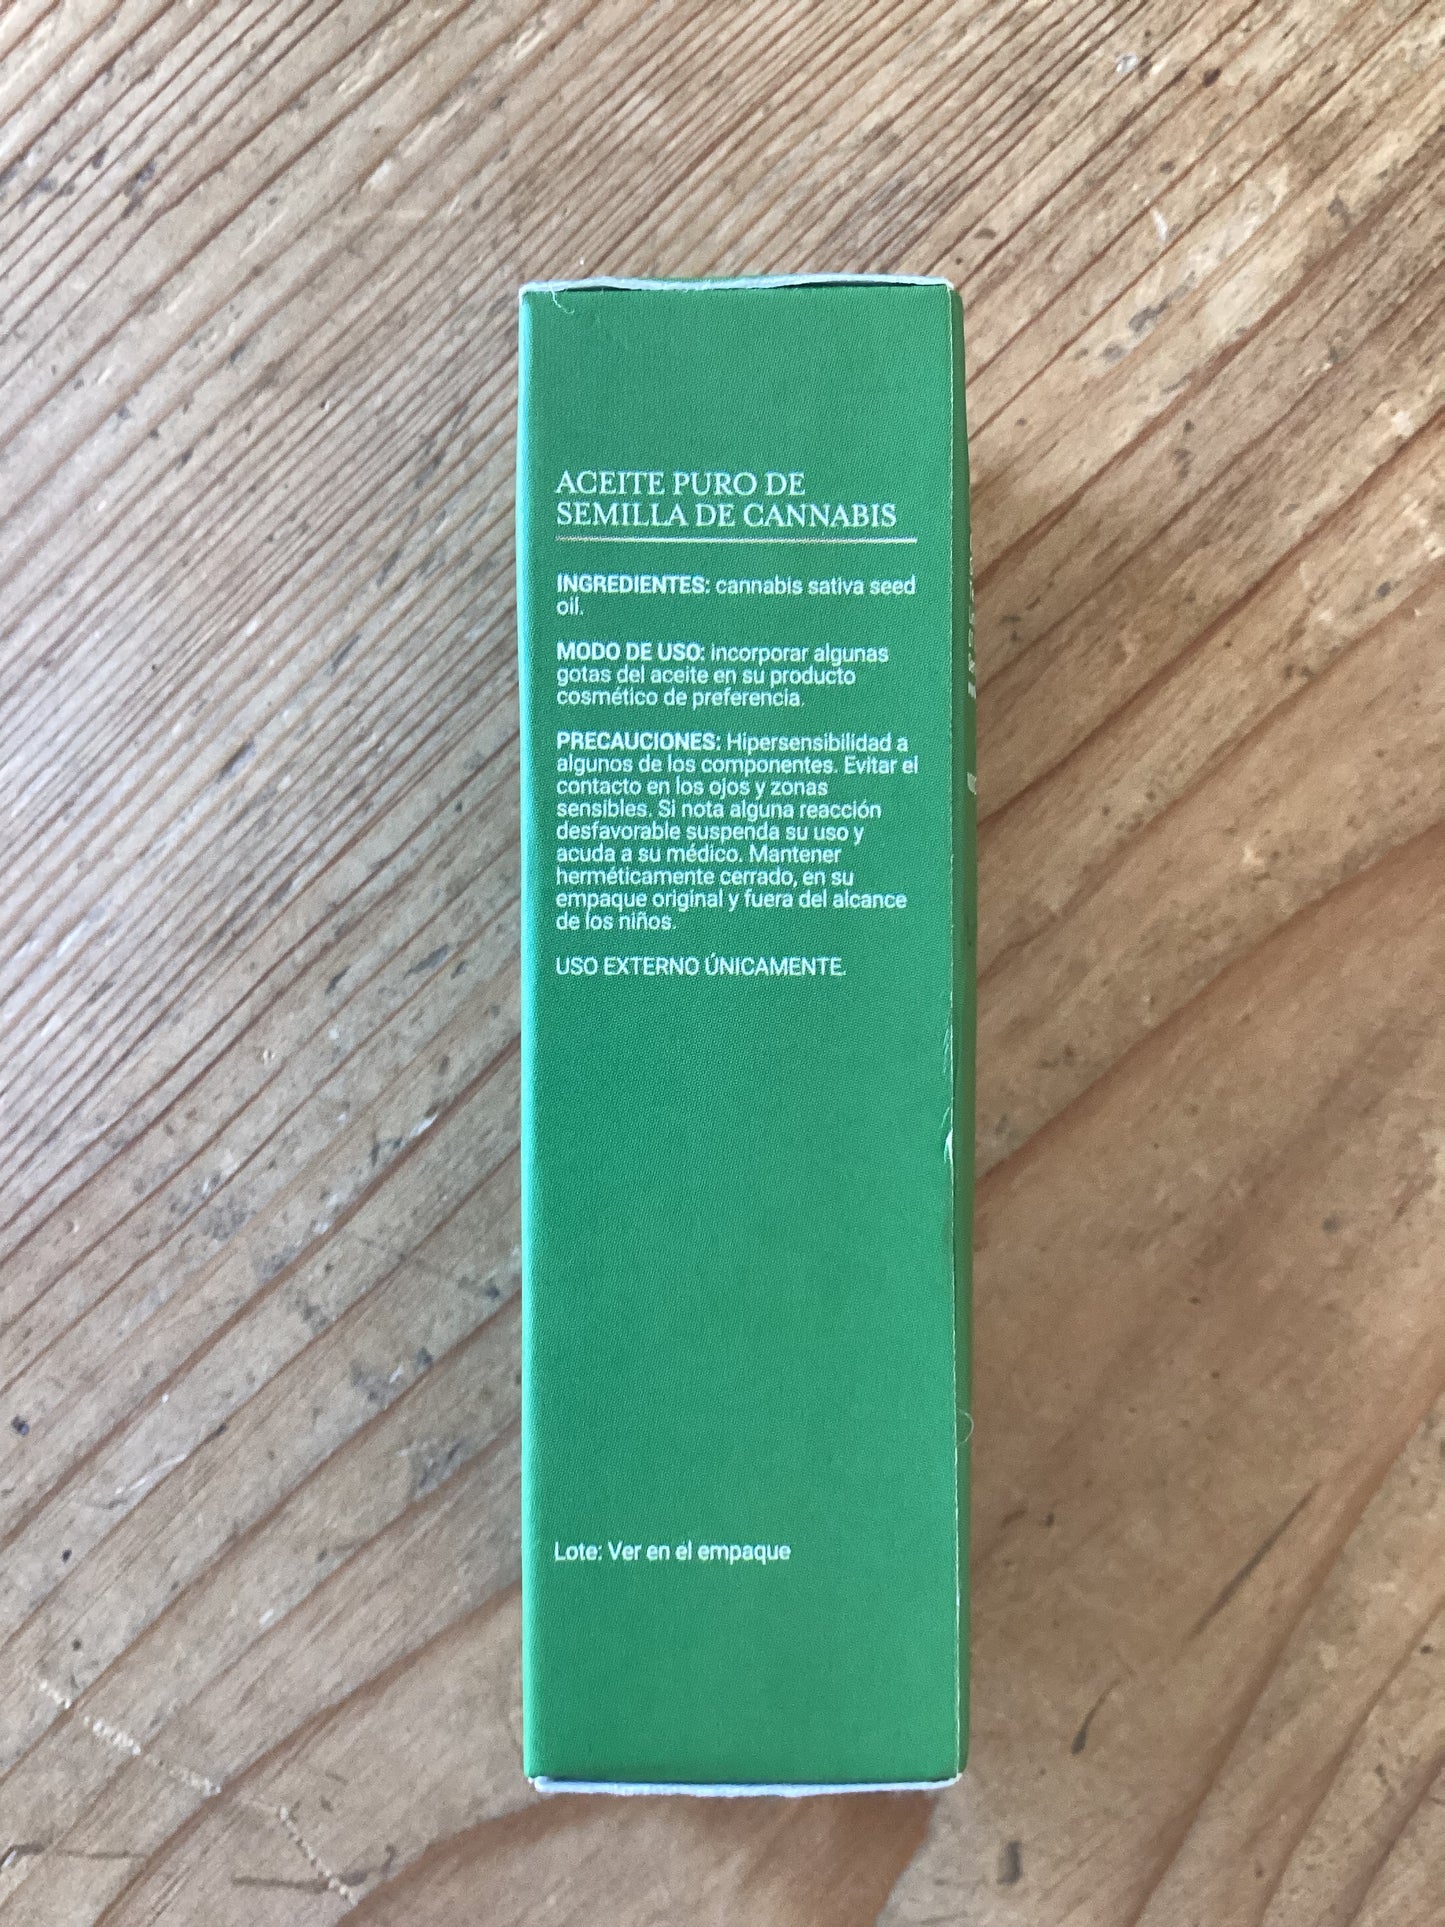 ACEITE PURO DE
SEMILLA DE CANNABIS
INGREDIENTES: cannabis sativa seed
oil.
MODO DE USO: Incorporar algunas
gotas del aceite en su producto
cosmético de preferencia.
PRECAUCIONES: Hipersensibilidad a
algunos de los componentes. Evitar el
contacto en los ojos y zonas
sensibles. Si nota alguna reacción
desfavorable suspenda su uso y
acuda a su médico. Mantener
herméticamente cerrado, en su
empaque original y fuera del alcance
de los niños.
USO EXTERNO ÚNICAMENTE.
Lote: Ver en el empaque